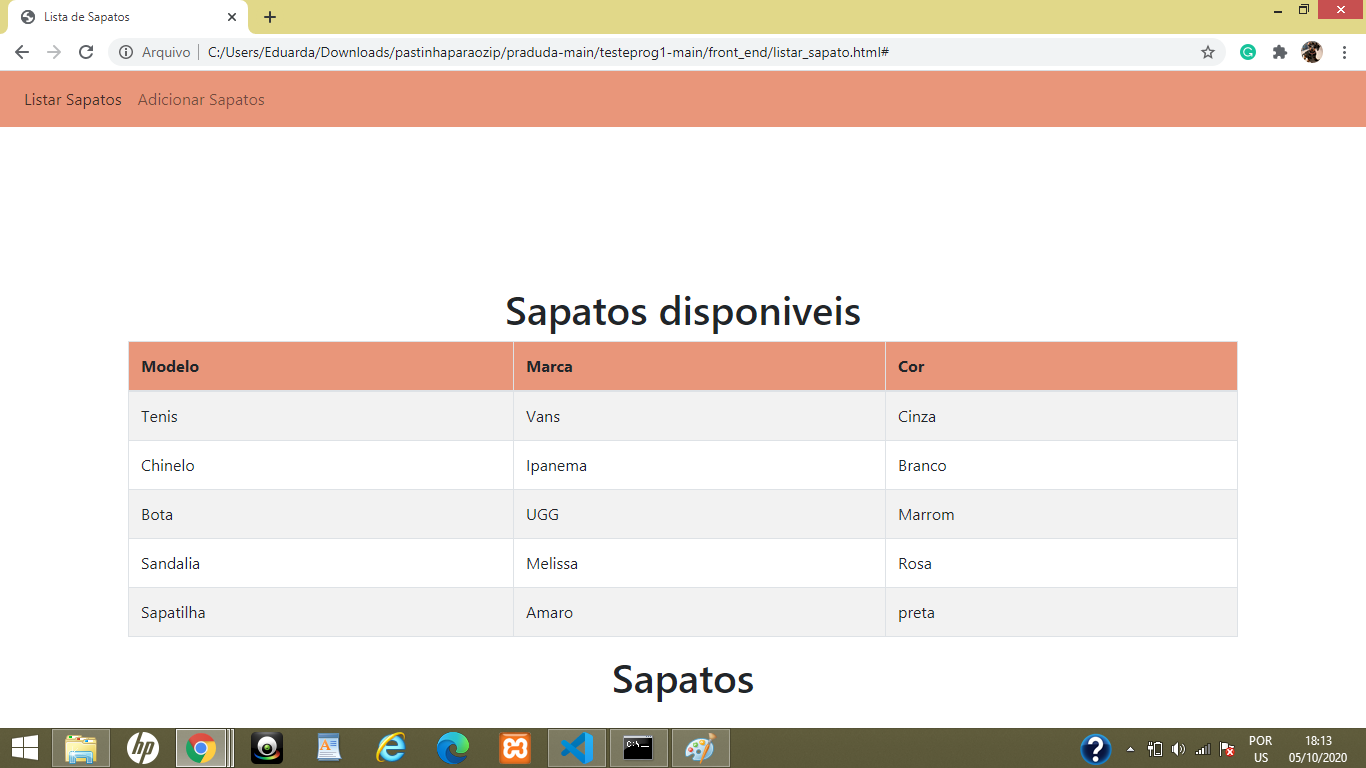 Lista de Sapatos
Arquivo | C:/Users/Eduarda/Downloads/pastinhaparaozip/praduda-main/testeprog1-main/front_end/listar_sapato.html#
Listar Sapatos Adicionar Sapatos
Sapatos disponiveis
Modelo Marca Cor
Tenis Vans Cinza
Chinelo Ipanema Branco
Bota UGG Marrom
Sandalia Melissa Rosa
Sapatilha Amaro preta
Sapatos
POR 18:13
US 05/10/2020